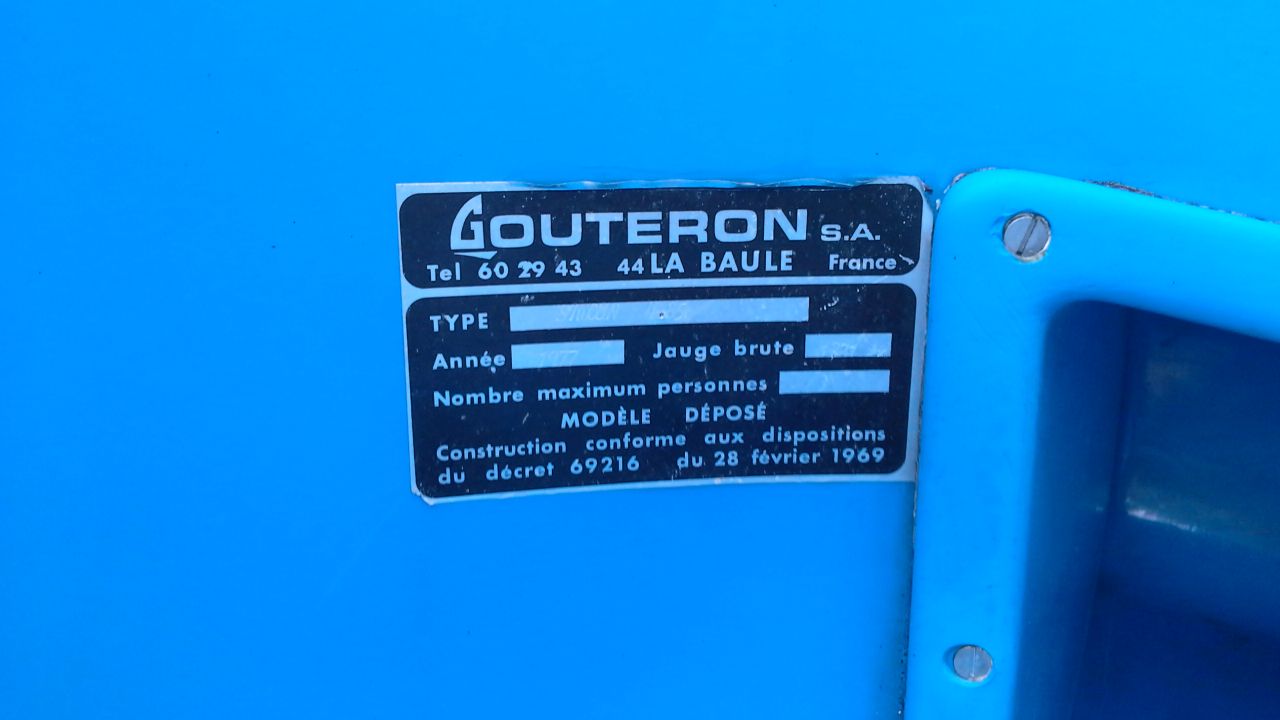 GOUTERON S.A.
Tel 60 29 43 44 LA BAULE France
TYPE
Année 1977 Jauge brute
Nombre maximum personnes
MODÈLE DÉPOSÉ
Construction conforme aux dispositions
du décret 69216 du 28 février 1969